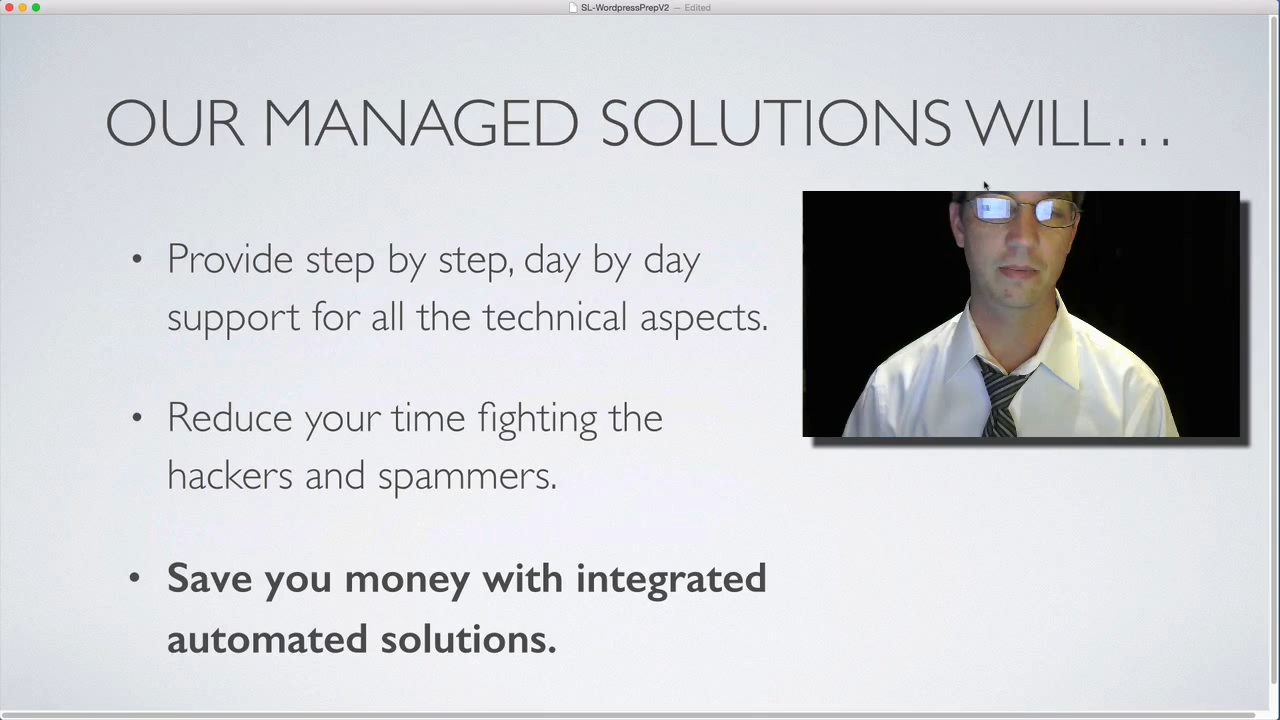 SL-WordpressPrepV2 — Edited
OUR MANAGED SOLUTIONS WILL…
• Provide step by step, day by day
support for all the technical aspects.
• Reduce your time fighting the
hackers and spammers.
• Save you money with integrated
automated solutions.